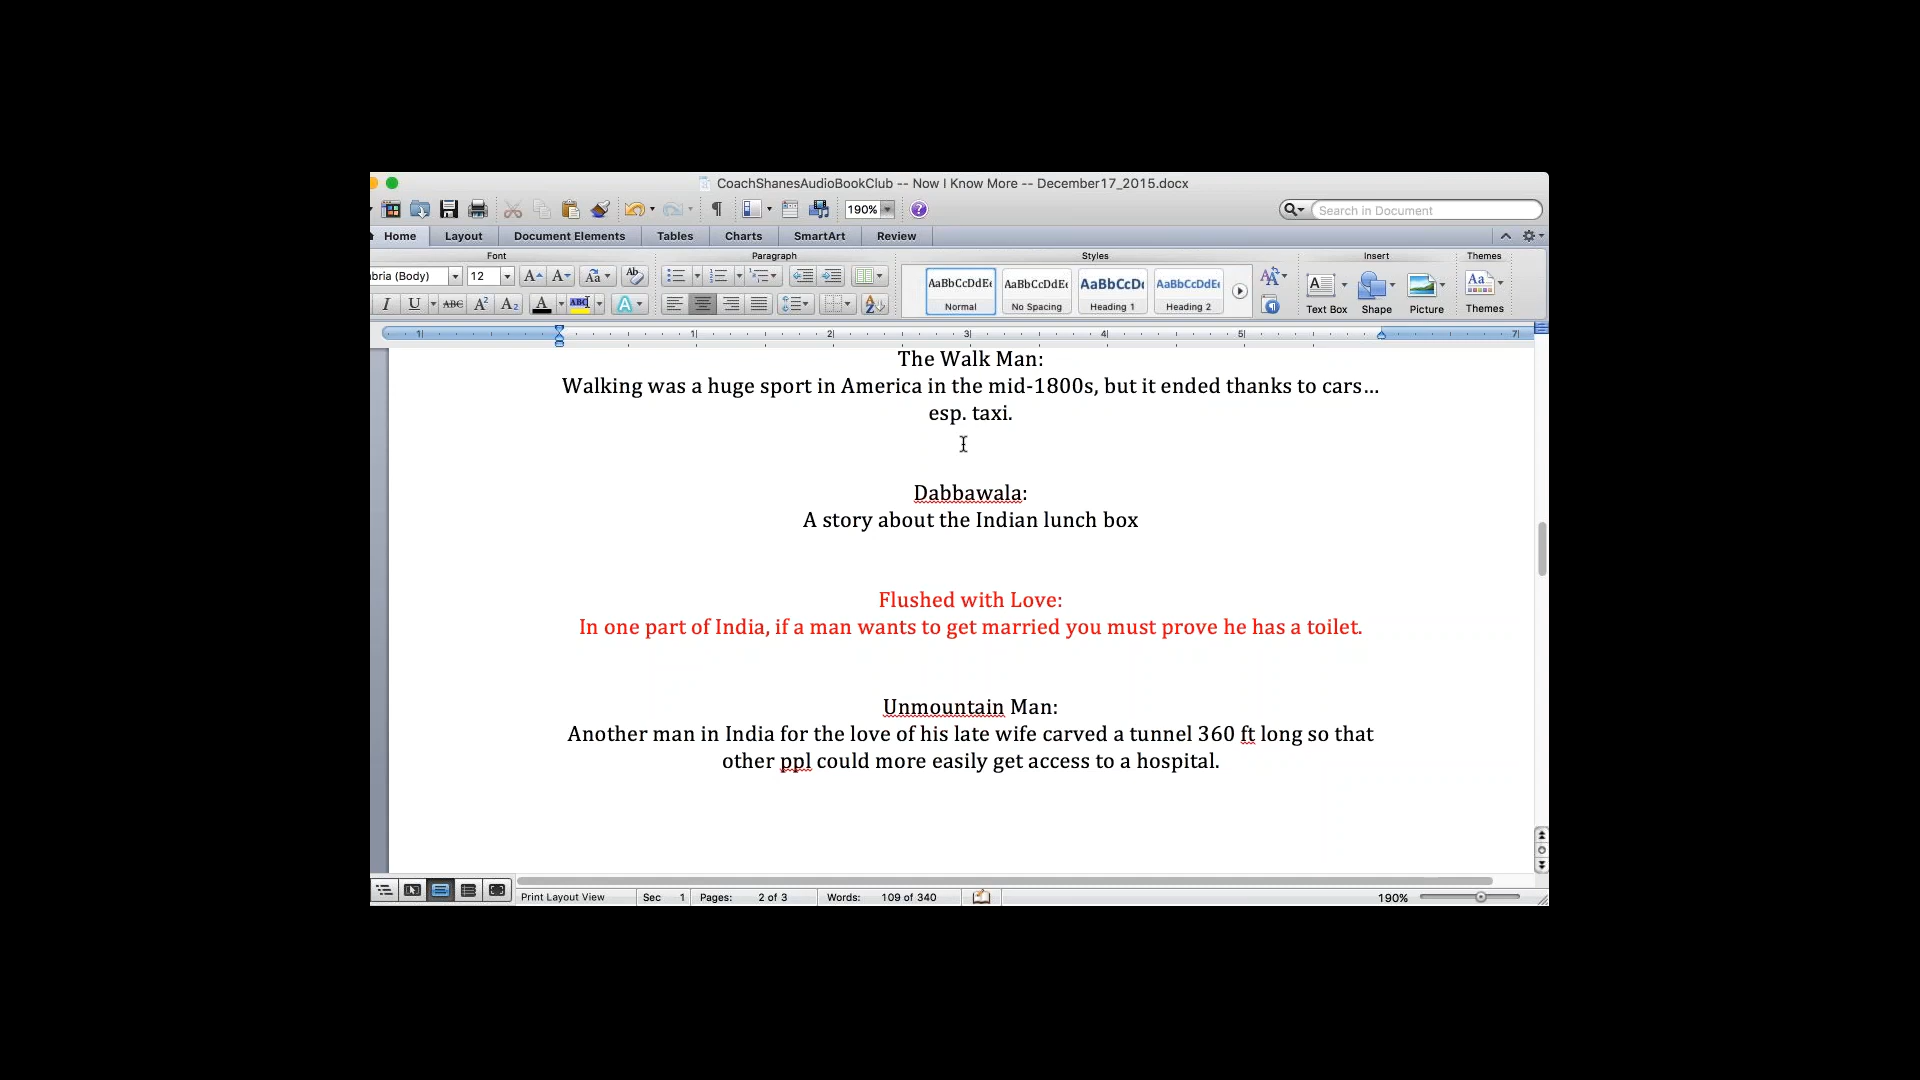 CoachShanesAudioBookClub -- Now I Know More -- December17_2015.docx
190%
Search in Document
Home Layout Document Elements Tables Charts SmartArt Review
Font Paragraph Styles Insert Themes
bria (Body) 12
AaBbCcDdEe AaBbCcDdEe AaBbCcDd AaBbCcDdEe
Normal No Spacing Heading 1 Heading 2
Text Box Shape Picture Themes
The Walk Man:
Walking was a huge sport in America in the mid-1800s, but it ended thanks to cars...
esp. taxi.
Dabbawala:
A story about the Indian lunch box
Flushed with Love:
In one part of India, if a man wants to get married you must prove he has a toilet.
Unmountain Man:
Another man in India for the love of his late wife carved a tunnel 360 ft long so that
other ppl could more easily get access to a hospital.
Print Layout View Sec 1 Pages: 2 of 3 Words: 109 of 340 190%